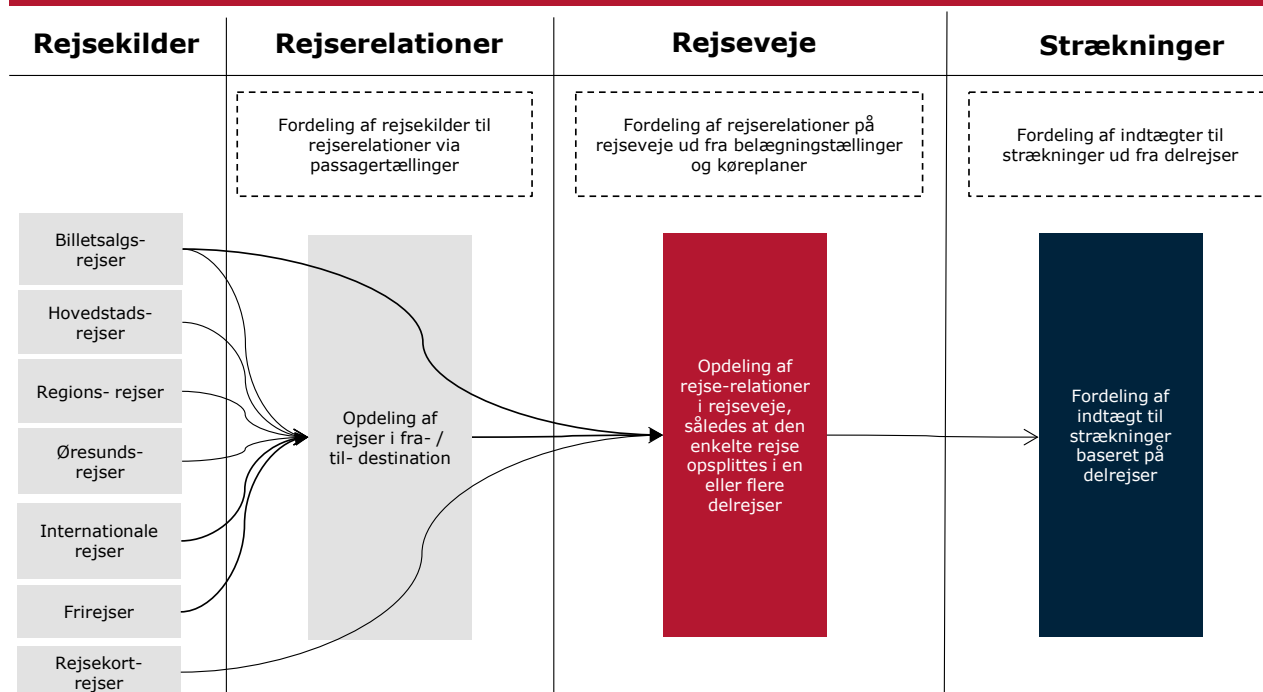 Rejsekilder
Rejserelationer
Rejseveje
Strækninger
Fordeling af rejsekilder til
rejserelationer via
passagertællinger
Fordeling af rejserelationer på
rejseveje ud fra belægningstællinger
og køreplaner
Fordeling af indtægter til
strækninger ud fra delrejser
Billetsalgs-
rejser
Hovedstads-
rejser
Regions- rejser
Øresunds-
rejser
Internationale
rejser
Frirejser
Rejsekort-
rejser
Opdeling af
rejser i fra- /
til- destination
Opdeling af
rejse-relationer
i rejseveje,
således at den
enkelte rejse
opsplittes i en
eller flere
delrejser
Fordeling af
indtægt til
strækninger
baseret på
delrejser